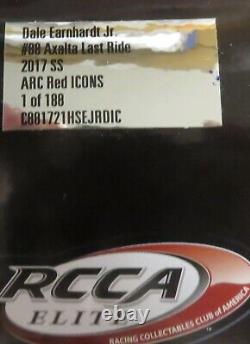 Dale Earnhardt Jr.
#88 Axalta Last Ride
2017 SS
ARC Red ICONS
1 of 188
C881721HSEJRDIC
RCCA
ELITE
RACING COLLECTABLES CLUB of AMERICA